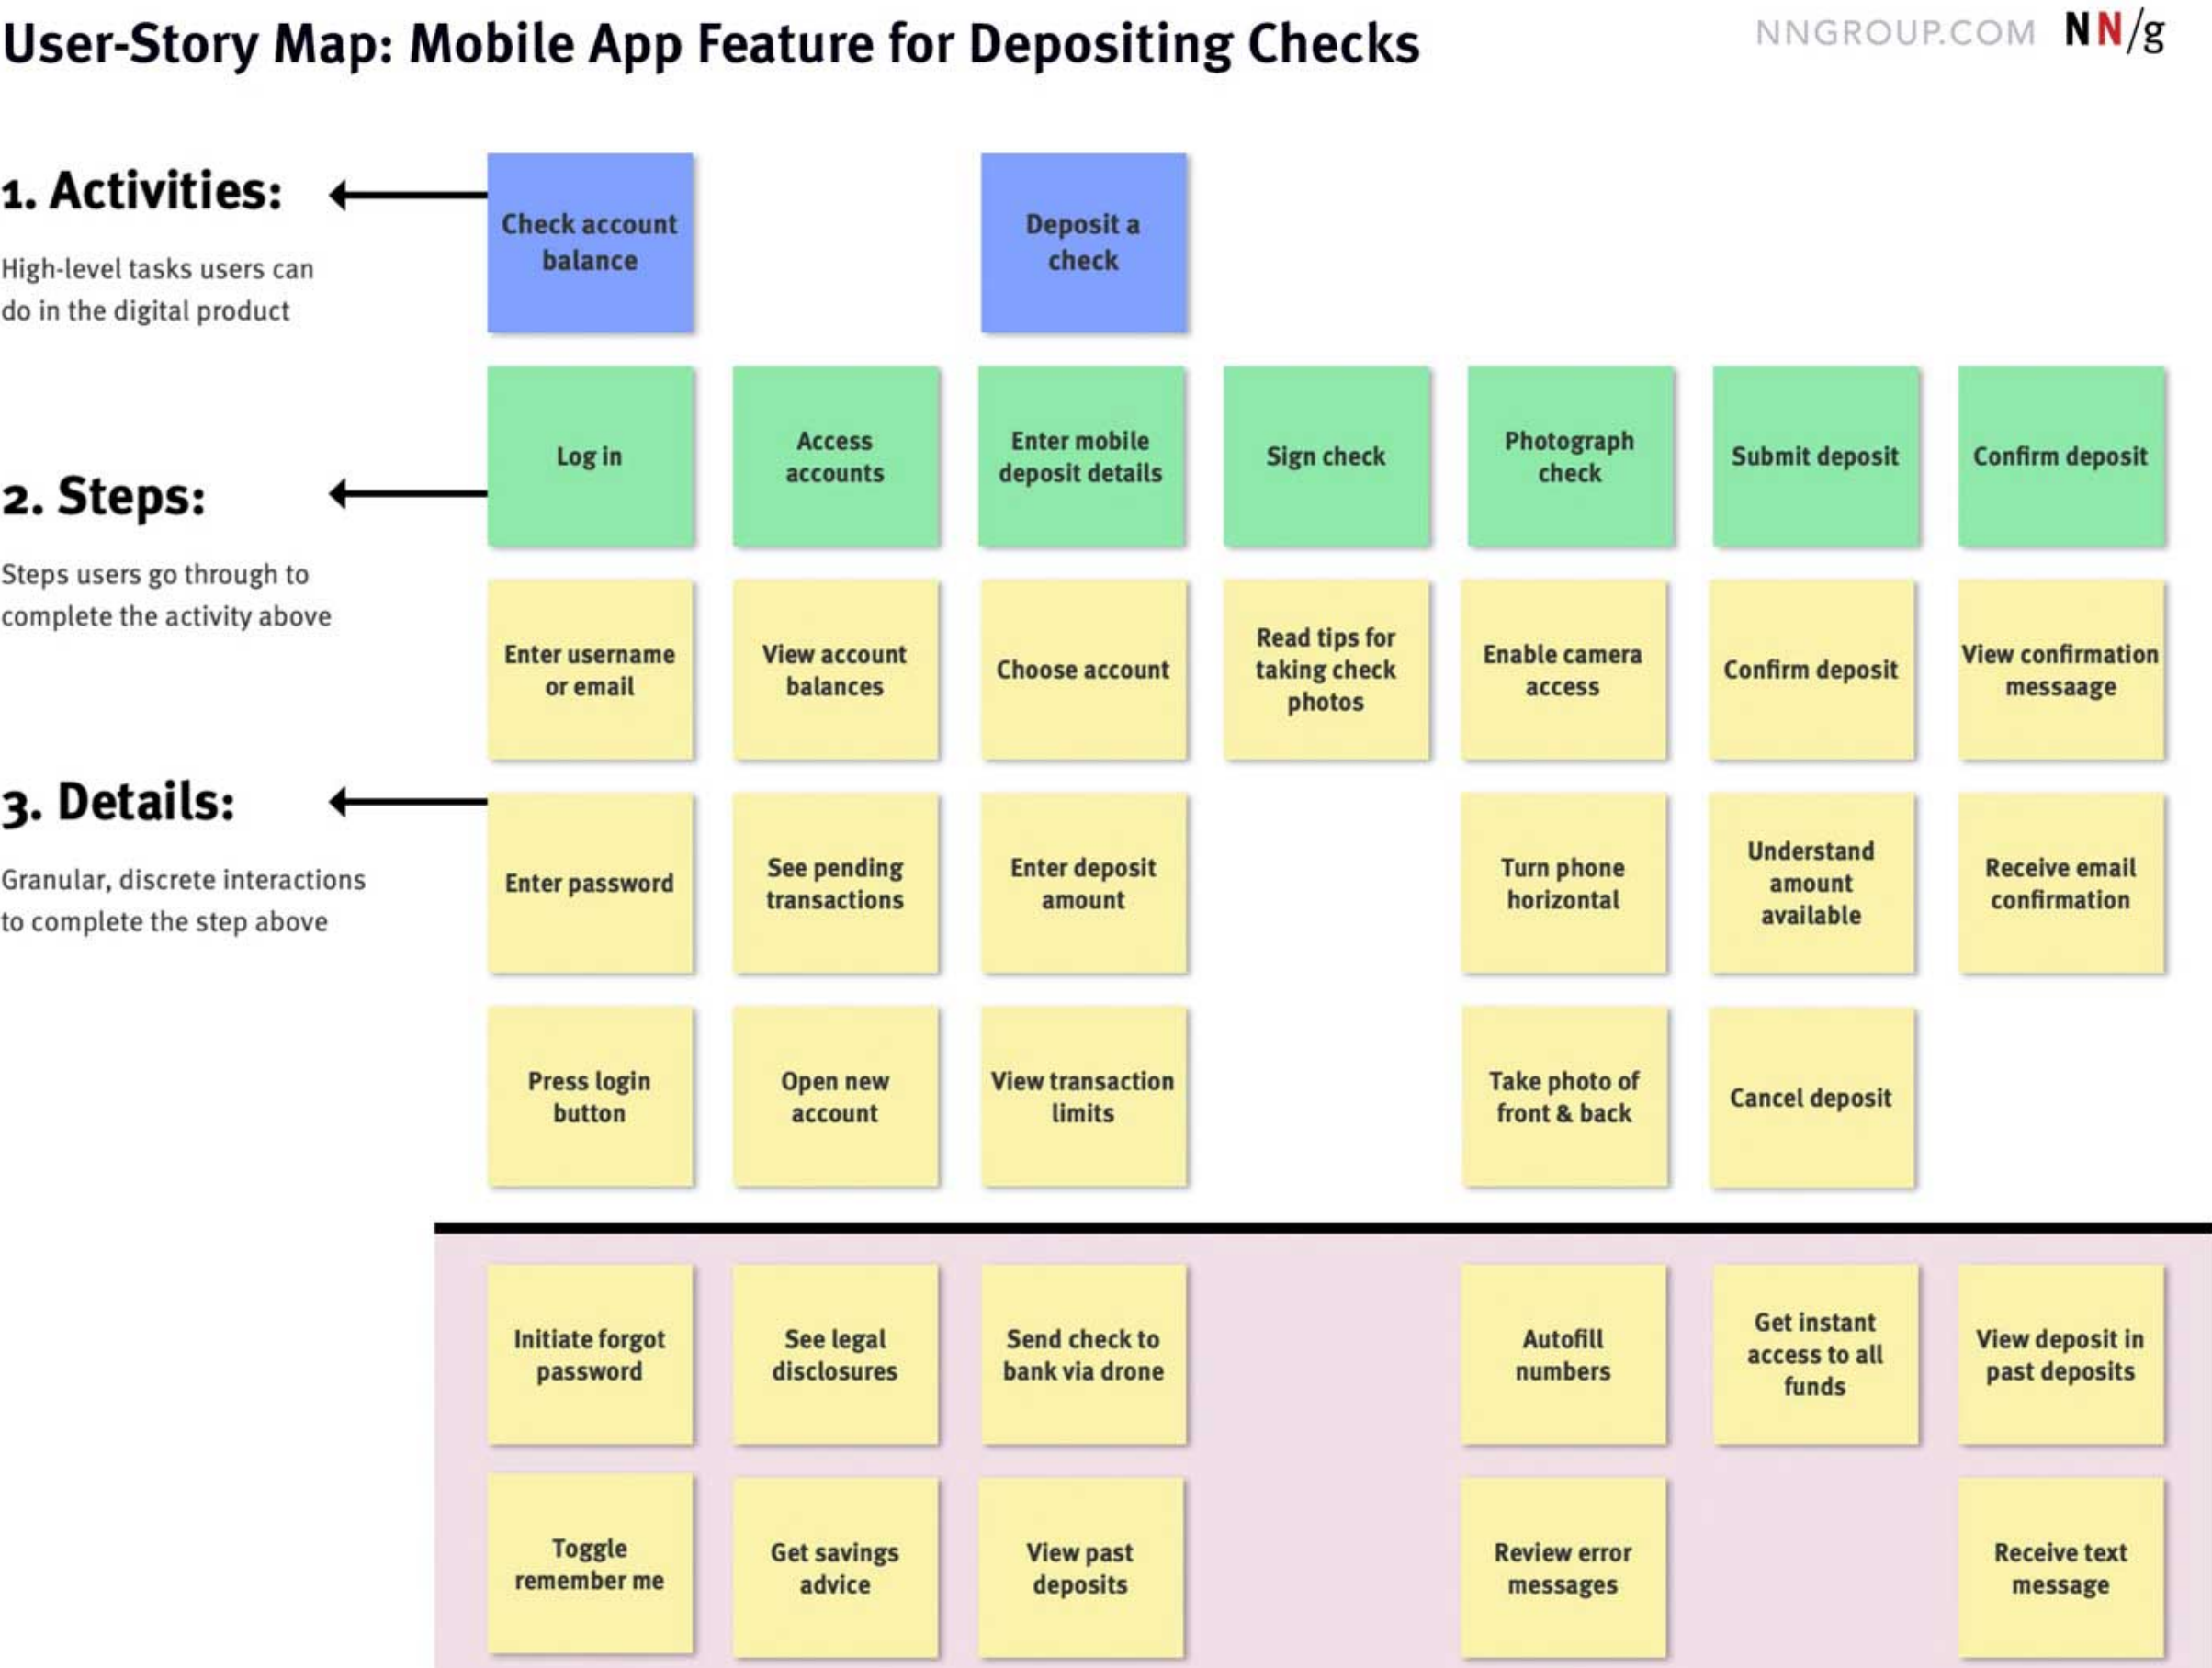 User-Story Map: Mobile App Feature for Depositing Checks
NNGROUP.COM NN/g
1. Activities:
High-level tasks users can
do in the digital product
Check account
balance
Deposit a
check
2. Steps:
Steps users go through to
complete the activity above
Log in
Access
accounts
Enter mobile
deposit details
Sign check
Photograph
check
Submit deposit
Confirm deposit
3. Details:
Granular, discrete interactions
to complete the step above
Enter username
or email
View account
balances
Choose account
Read tips for
taking check
photos
Enable camera
access
Confirm deposit
View confirmation
messaage
Enter password
See pending
transactions
Enter deposit
amount
Turn phone
horizontal
Understand
amount
available
Receive email
confirmation
Press login
button
Open new
account
View transaction
limits
Take photo of
front & back
Cancel deposit
Initiate forgot
password
See legal
disclosures
Send check to
bank via drone
Autofill
numbers
Get instant
access to all
funds
View deposit in
past deposits
Toggle
remember me
Get savings
advice
View past
deposits
Review error
messages
Receive text
message